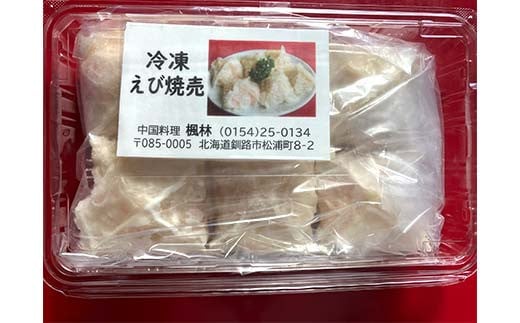 冷凍
えび焼売
中国料理 楓林 (0154)25-0134
〒085-0005 北海道釧路市松浦町8-2